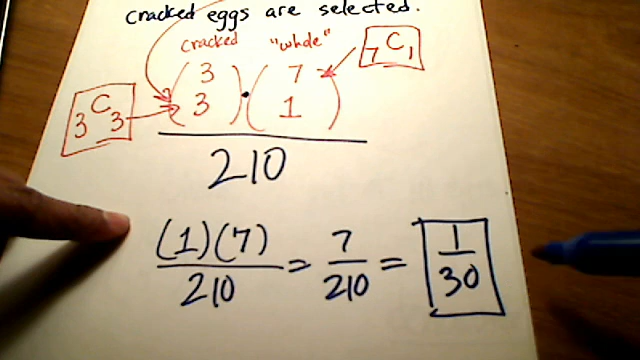 cracked eggs are selected.
cracked "whole"
(3 3) · (7 1)
3C3
7C1
210
(1)(7) / 210 = 7 / 210 = 1 / 30